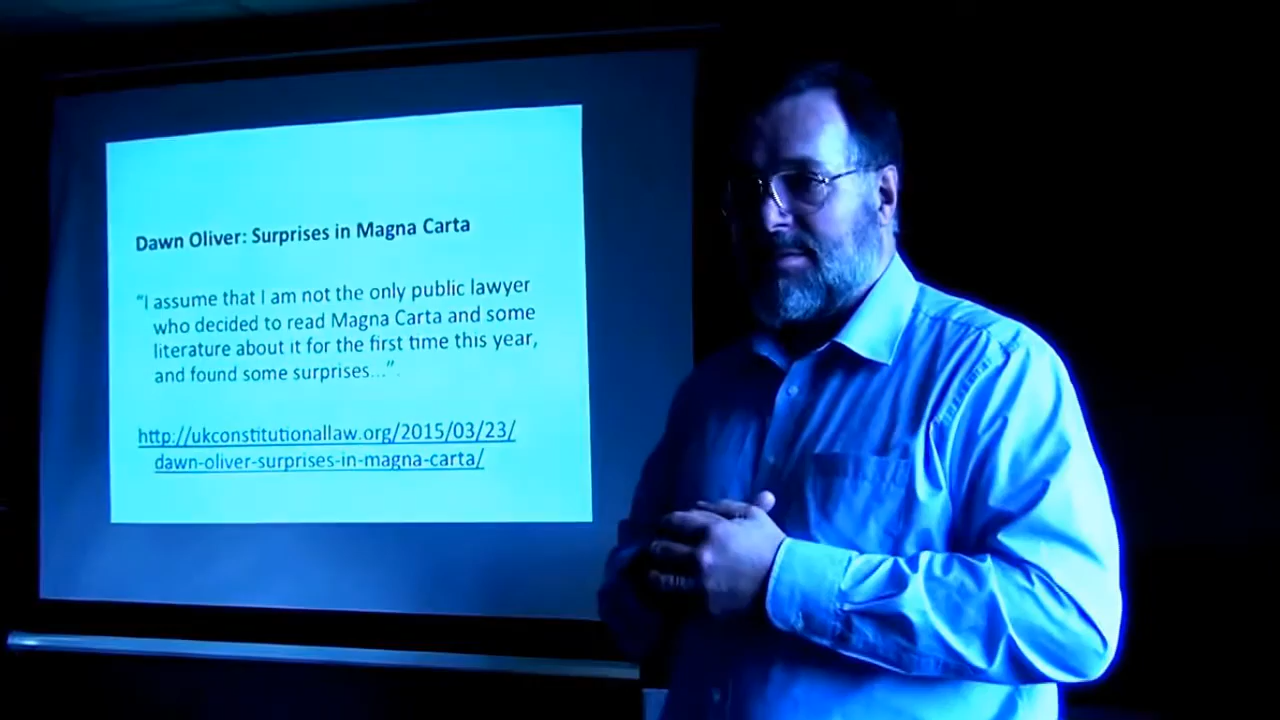 Dawn Oliver: Surprises in Magna Carta
“I assume that I am not the only public lawyer
who decided to read Magna Carta and some
literature about it for the first time this year,
and found some surprises...”.
http://ukconstitutionallaw.org/2015/03/23/
dawn-oliver-surprises-in-magna-carta/